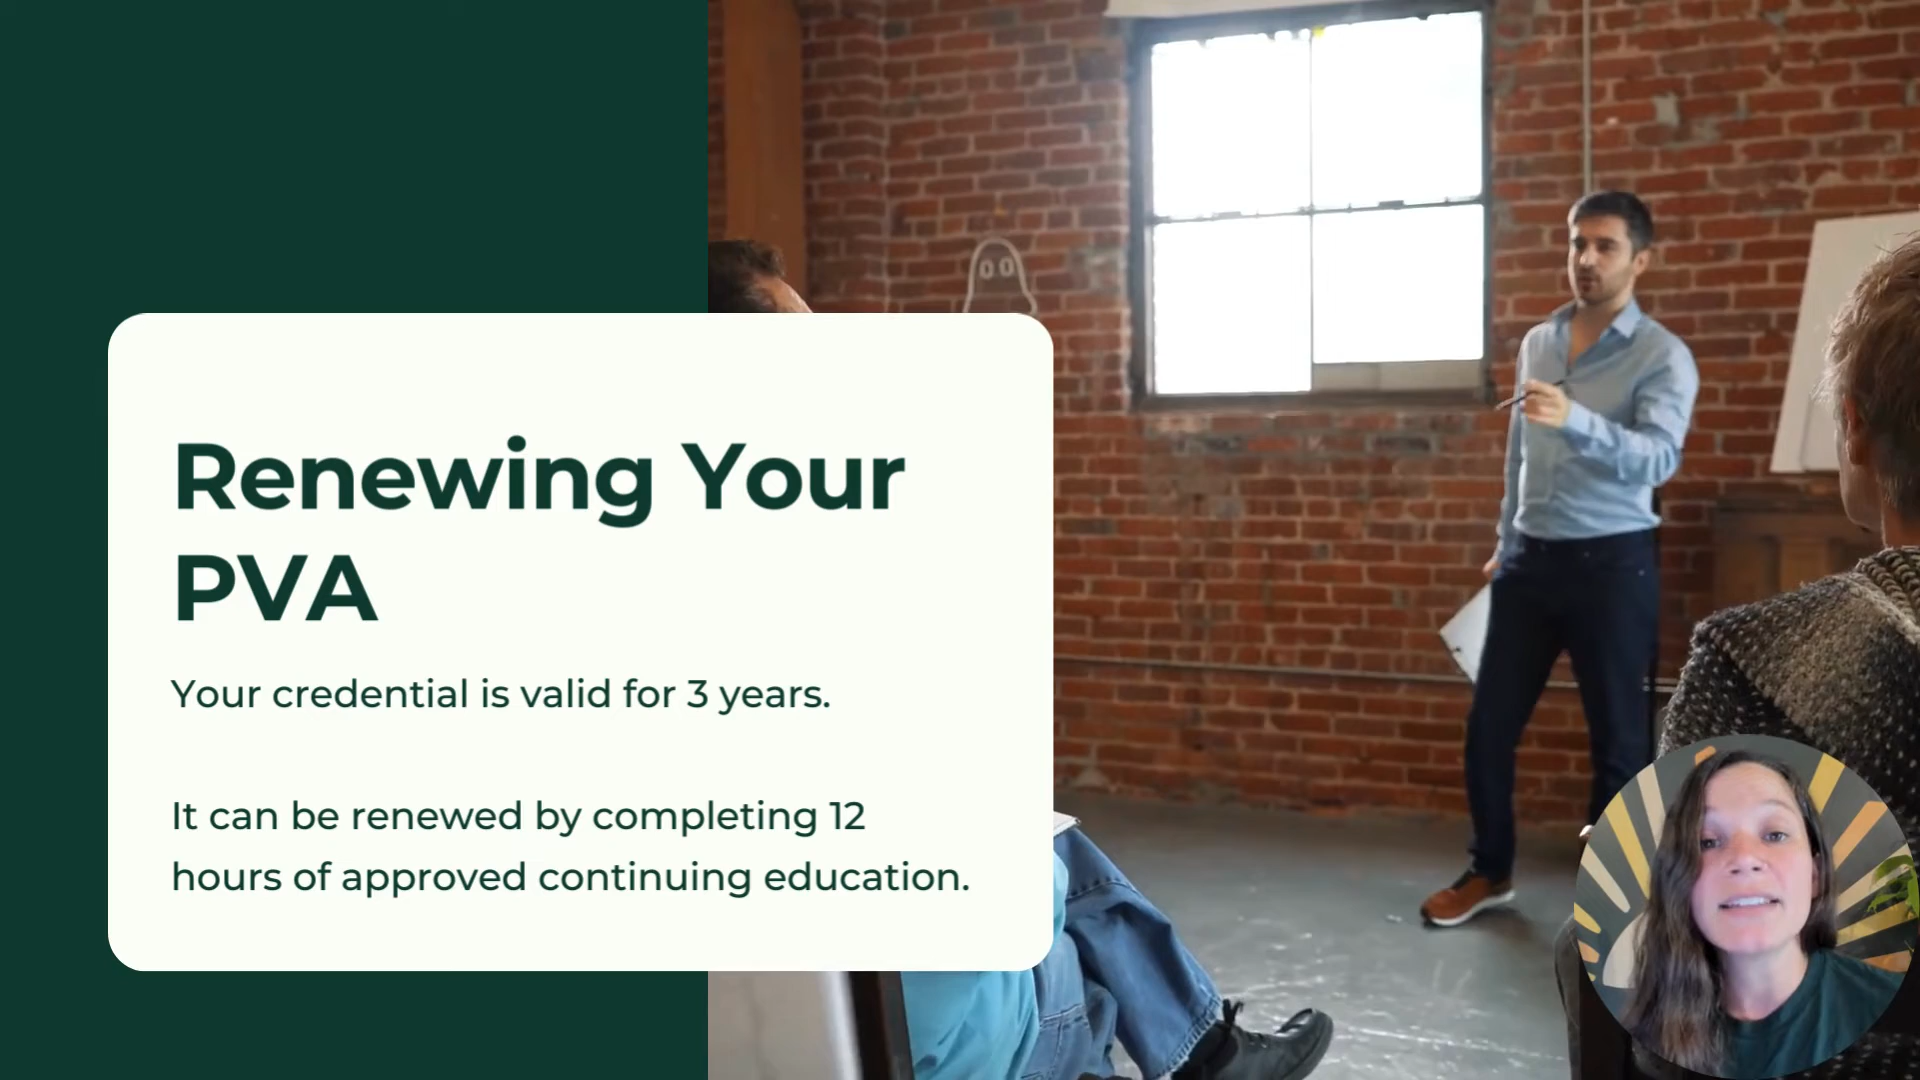 Renewing Your
PVA
Your credential is valid for 3 years.
It can be renewed by completing 12
hours of approved continuing education.